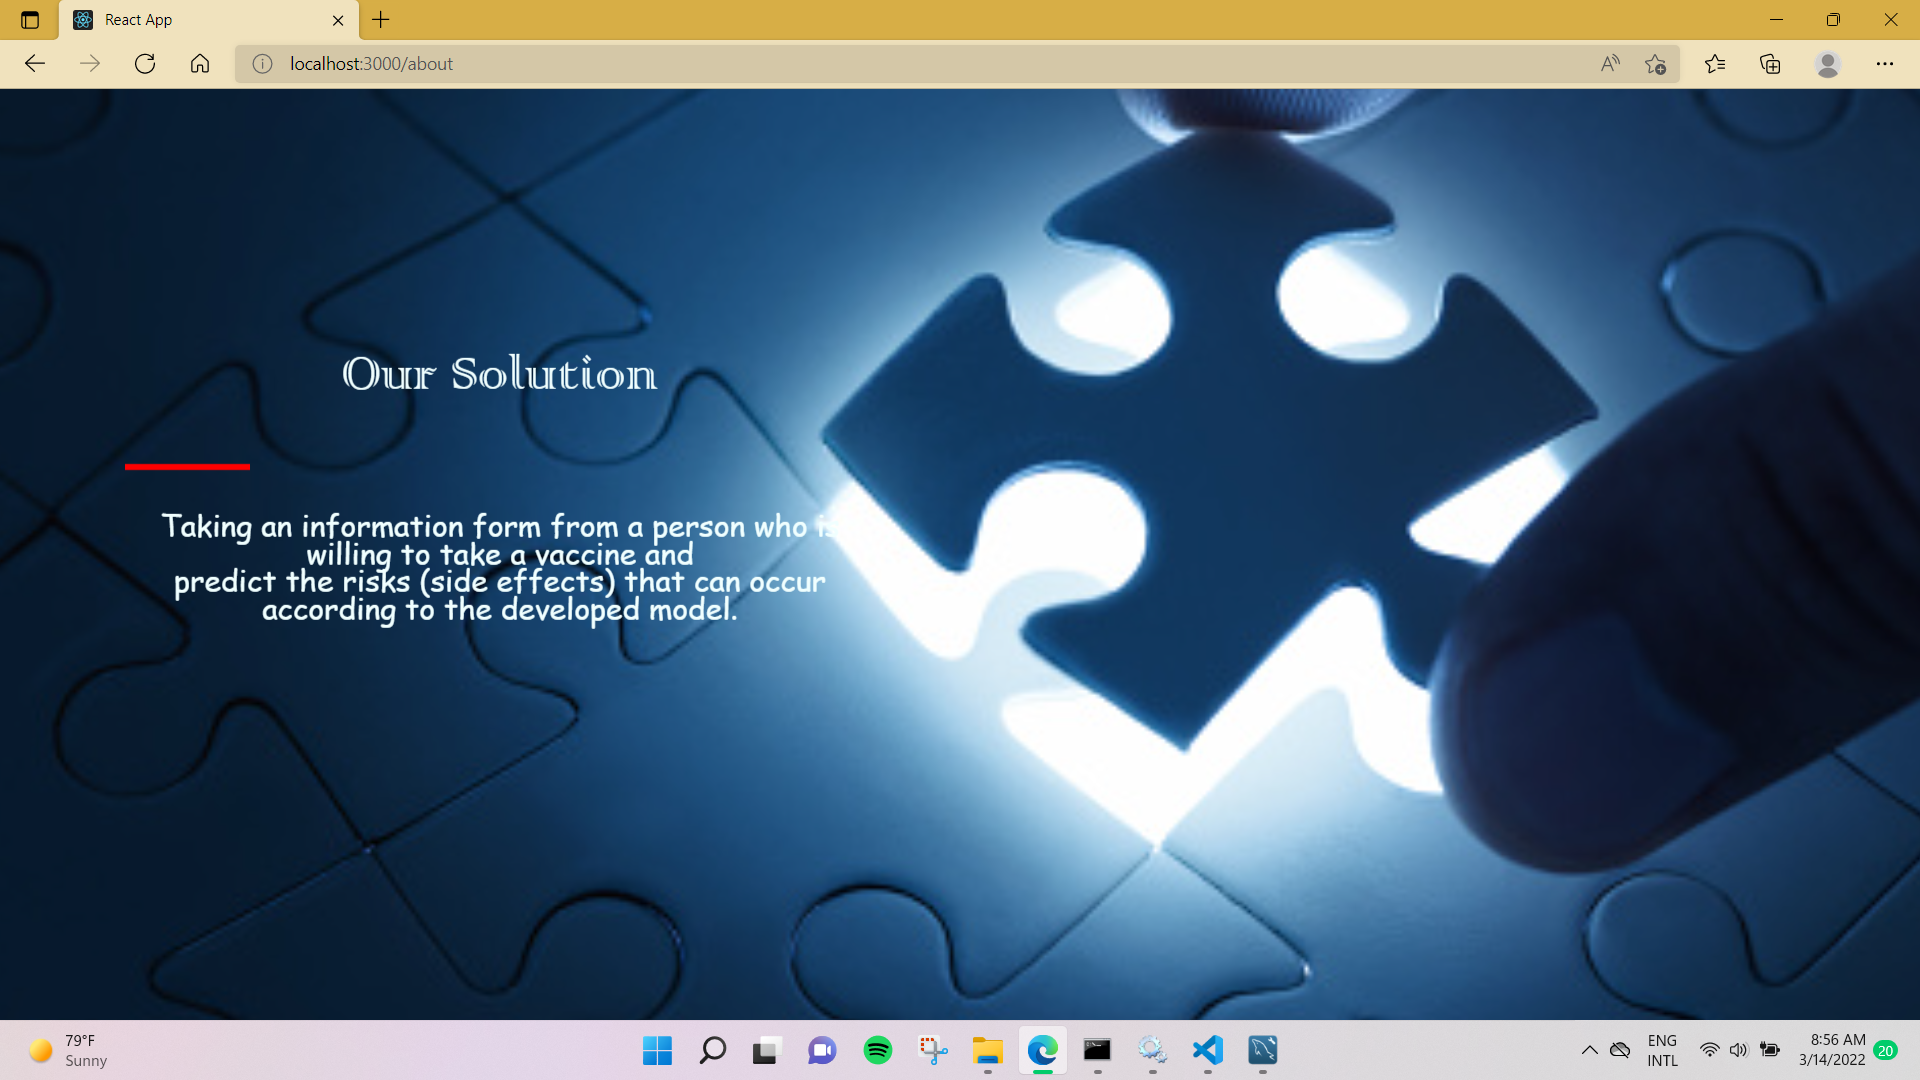 React App
localhost:3000/about
Our Solution
Taking an information form from a person who is
willing to take a vaccine and
predict the risks (side effects) that can occur
according to the developed model.
79°F
Sunny
ENG
INTL
8:56 AM
3/14/2022
20